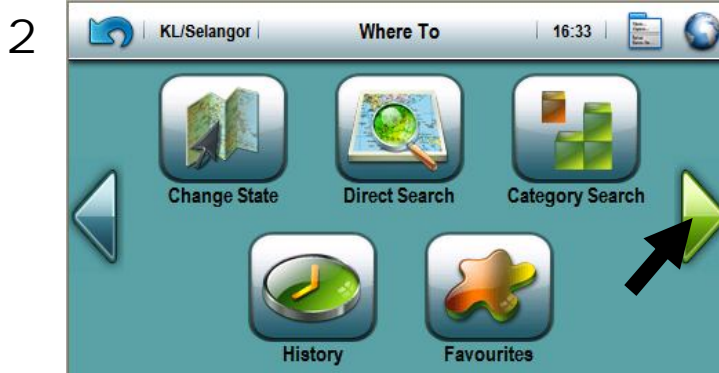 2
KL/Selangor Where To 16:33
Change State Direct Search Category Search
History Favourites